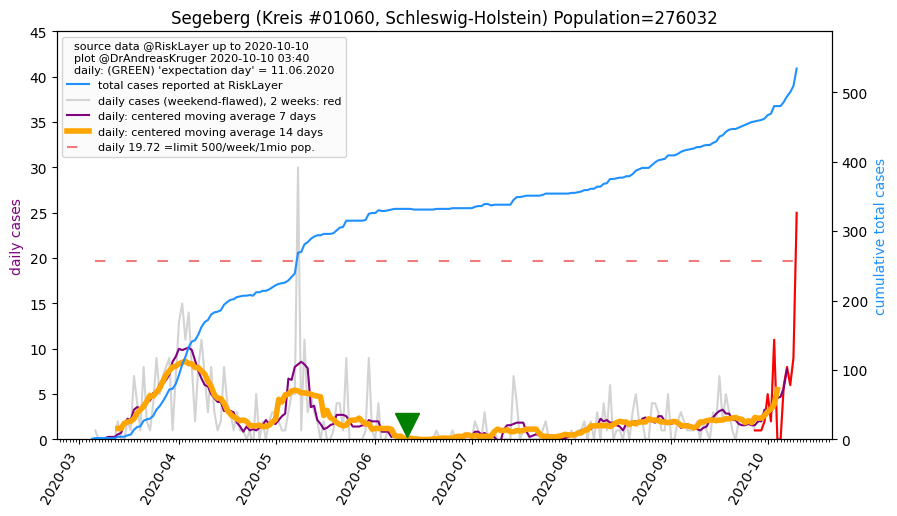 Segeberg (Kreis #01060, Schleswig-Holstein) Population=276032
source data @RiskLayer up to 2020-10-10
plot @DrAndreasKruger 2020-10-10 03:40
daily: (GREEN) 'expectation day' = 11.06.2020
total cases reported at RiskLayer
daily cases (weekend-flawed), 2 weeks: red
daily: centered moving average 7 days
daily: centered moving average 14 days
daily 19.72 =limit 500/week/1mio pop.
daily cases
45
40
35
30
25
20
15
10
5
0
cumulative total cases
500
400
300
200
100
0
2020-03
2020-04
2020-05
2020-06
2020-07
2020-08
2020-09
2020-10